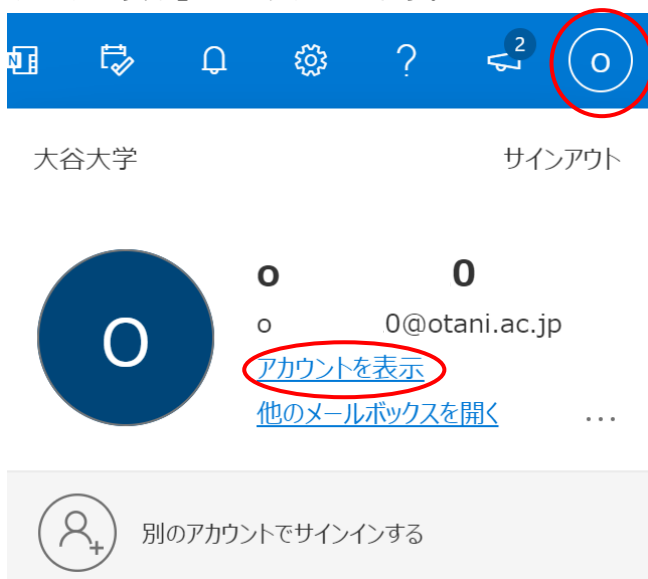 N
?
2
O
大谷大学
サインアウト
O
o 0
o .0@otani.ac.jp
アカウントを表示
他のメールボックスを開く
...
別のアカウントでサインインする